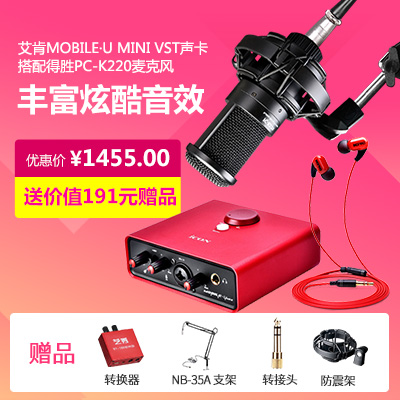 艾肯MOBILE·U MINI VST声卡
搭配得胜PC-K220麦克风
丰富炫酷音效
优惠价 ¥1455.00
送价值191元赠品
icon
赠品
艾肯
转换器
NB-35A 支架
转接头
防震架